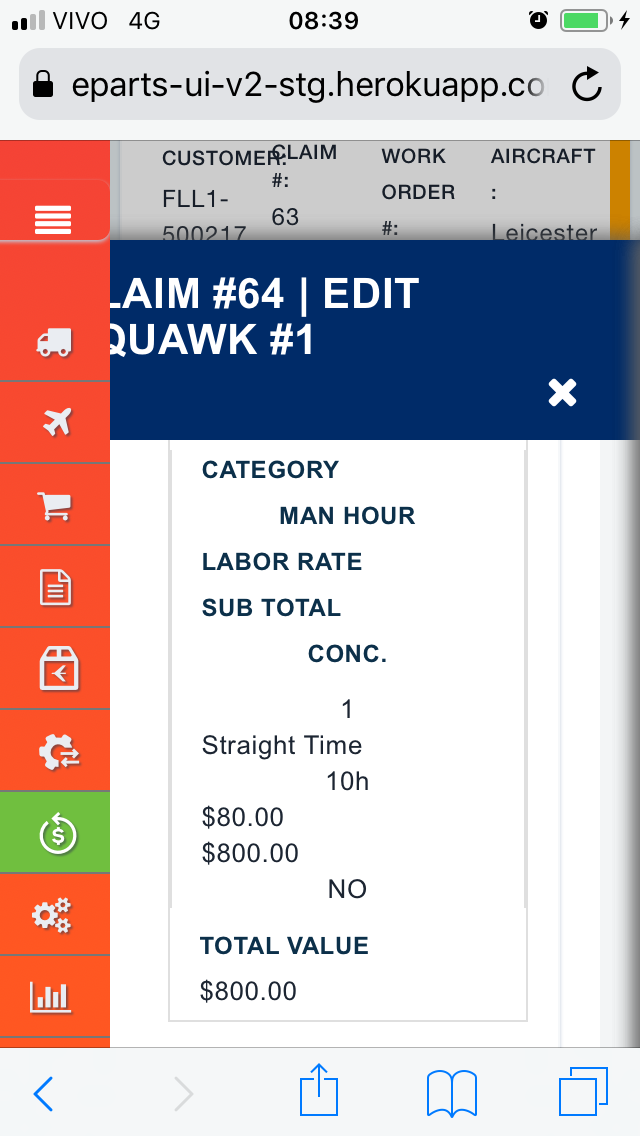 VIVO 4G 08:39
eparts-ui-v2-stg.herokuapp.co
CUSTOMER: CLAIM #: WORK ORDER #: AIRCRAFT :
FLL1-500217 63 Leicester
LAIM #64 | EDIT
QUAWK #1
CATEGORY
MAN HOUR
LABOR RATE
SUB TOTAL
CONC.
1
Straight Time
10h
$80.00
$800.00
NO
TOTAL VALUE
$800.00